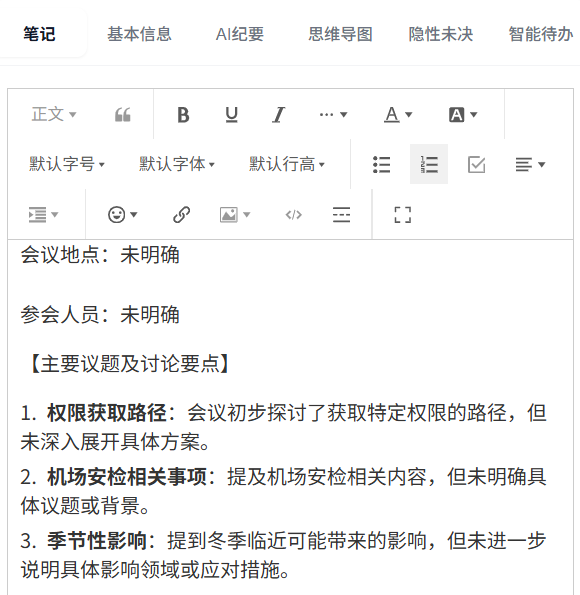 笔记 基本信息 AI纪要 思维导图 隐性未决 智能待办
正文 B U I ··· A A
默认字号 默认字体 默认行高
会议地点：未明确
参会人员：未明确
【主要议题及讨论要点】
1. 权限获取路径：会议初步探讨了获取特定权限的路径，但
未深入展开具体方案。
2. 机场安检相关事项：提及机场安检相关内容，但未明确具
体议题或背景。
3. 季节性影响：提到冬季临近可能带来的影响，但未进一步
说明具体影响领域或应对措施。